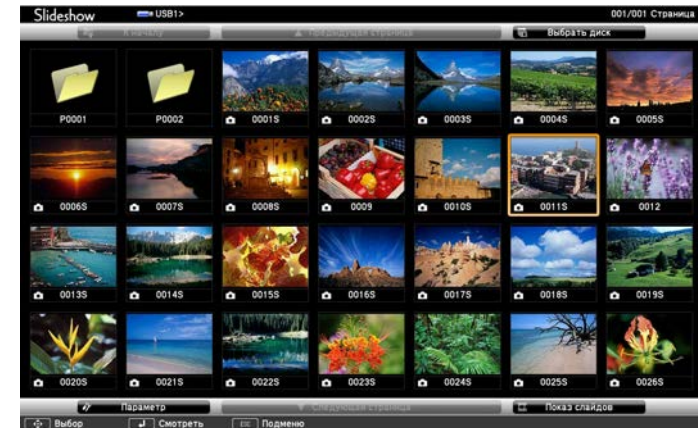 Slideshow USB1> 001/001 Страница
К началу Предыдущая страница Выбрать диск
P0001 P0002 0001S 0002S 0003S 0004S 0005S
0006S 0007S 0008S 0009 0010S 0011S 0012
0013S 0014S 0015S 0016S 0017S 0018S 0019S
0020S 0021S 0022S 0023S 0024S 0025S 0026S
Параметр Следующая страница Показ слайдов
Выбор Смотреть ESC Подменю